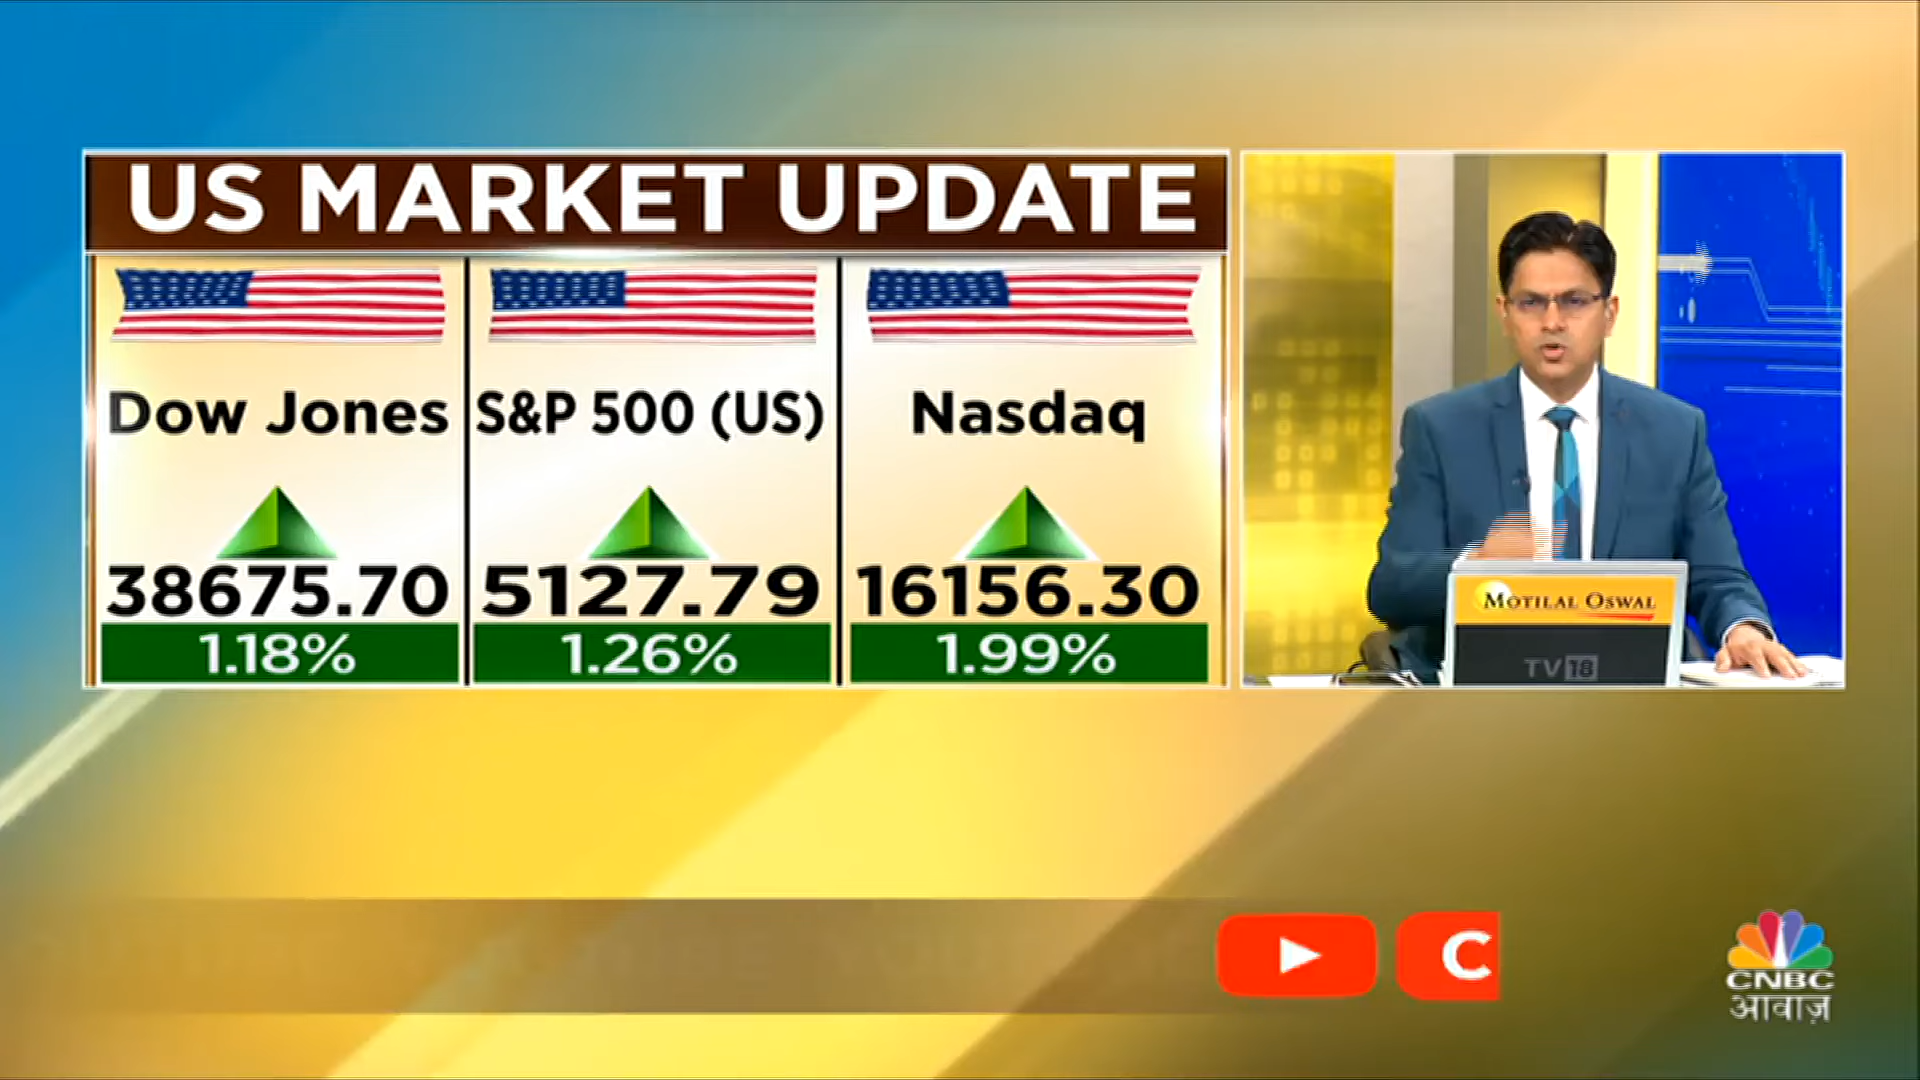 US MARKET UPDATE
Dow Jones
38675.70
1.18%
S&P 500 (US)
5127.79
1.26%
Nasdaq
16156.30
1.99%
MOTILAL OSWAL
TV18
C
CNBC
आवाज़